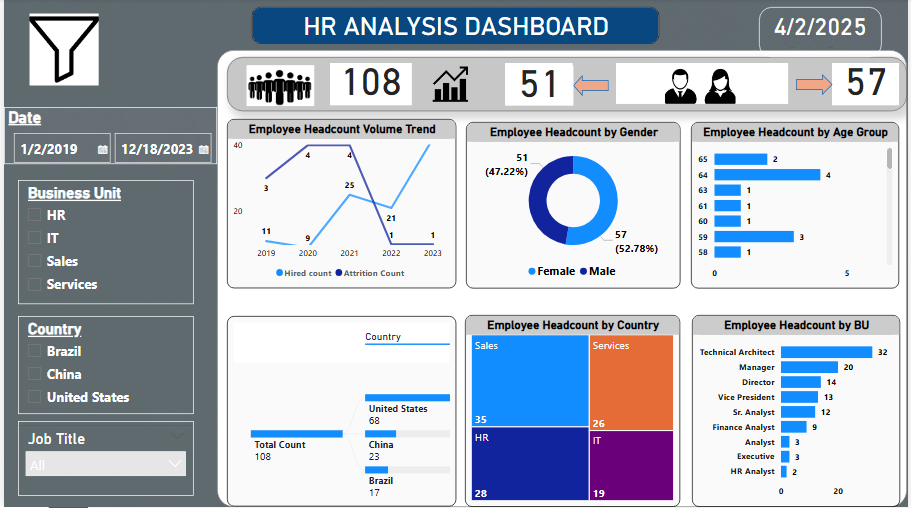 HR ANALYSIS DASHBOARD
4/2/2025
108
51
57
Date
1/2/2019
12/18/2023
Business Unit
HR
IT
Sales
Services
Country
Brazil
China
United States
Job Title
All
Employee Headcount Volume Trend
40
20
3
4
4
1
1
11
9
25
21
2019 2020 2021 2022 2023
Hired count
Attrition Count
Employee Headcount by Gender
51
(47.22%)
57
(52.78%)
Female
Male
Employee Headcount by Age Group
65 2
64 4
63 1
61 1
60 1
59 3
58 1
0 5
Country
Total Count
108
United States
68
China
23
Brazil
17
Employee Headcount by Country
Sales
35
Services
26
HR
28
IT
19
Employee Headcount by BU
Technical Architect 32
Manager 20
Director 14
Vice President 13
Sr. Analyst 12
Finance Analyst 9
Analyst 3
Executive 3
HR Analyst 2
0 20